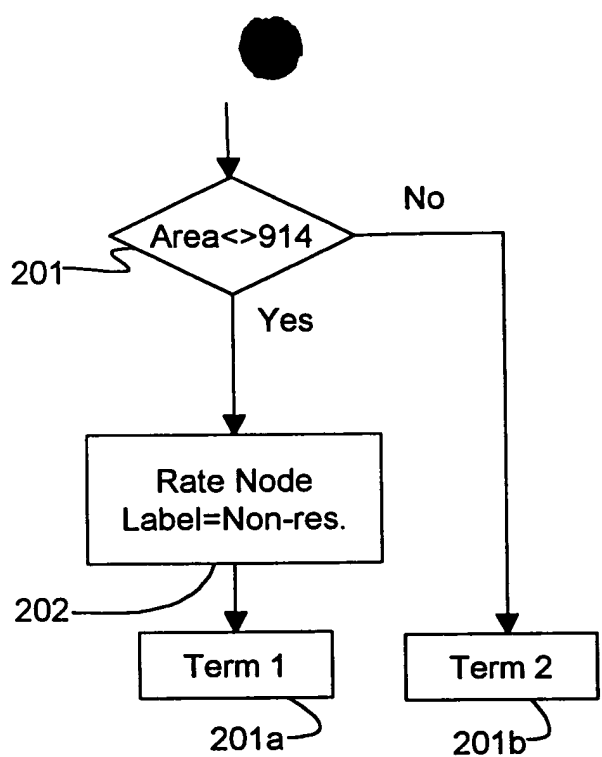 No
Area<>914
201
Yes
Rate Node
Label=Non-res.
202
Term 1
Term 2
201a
201b